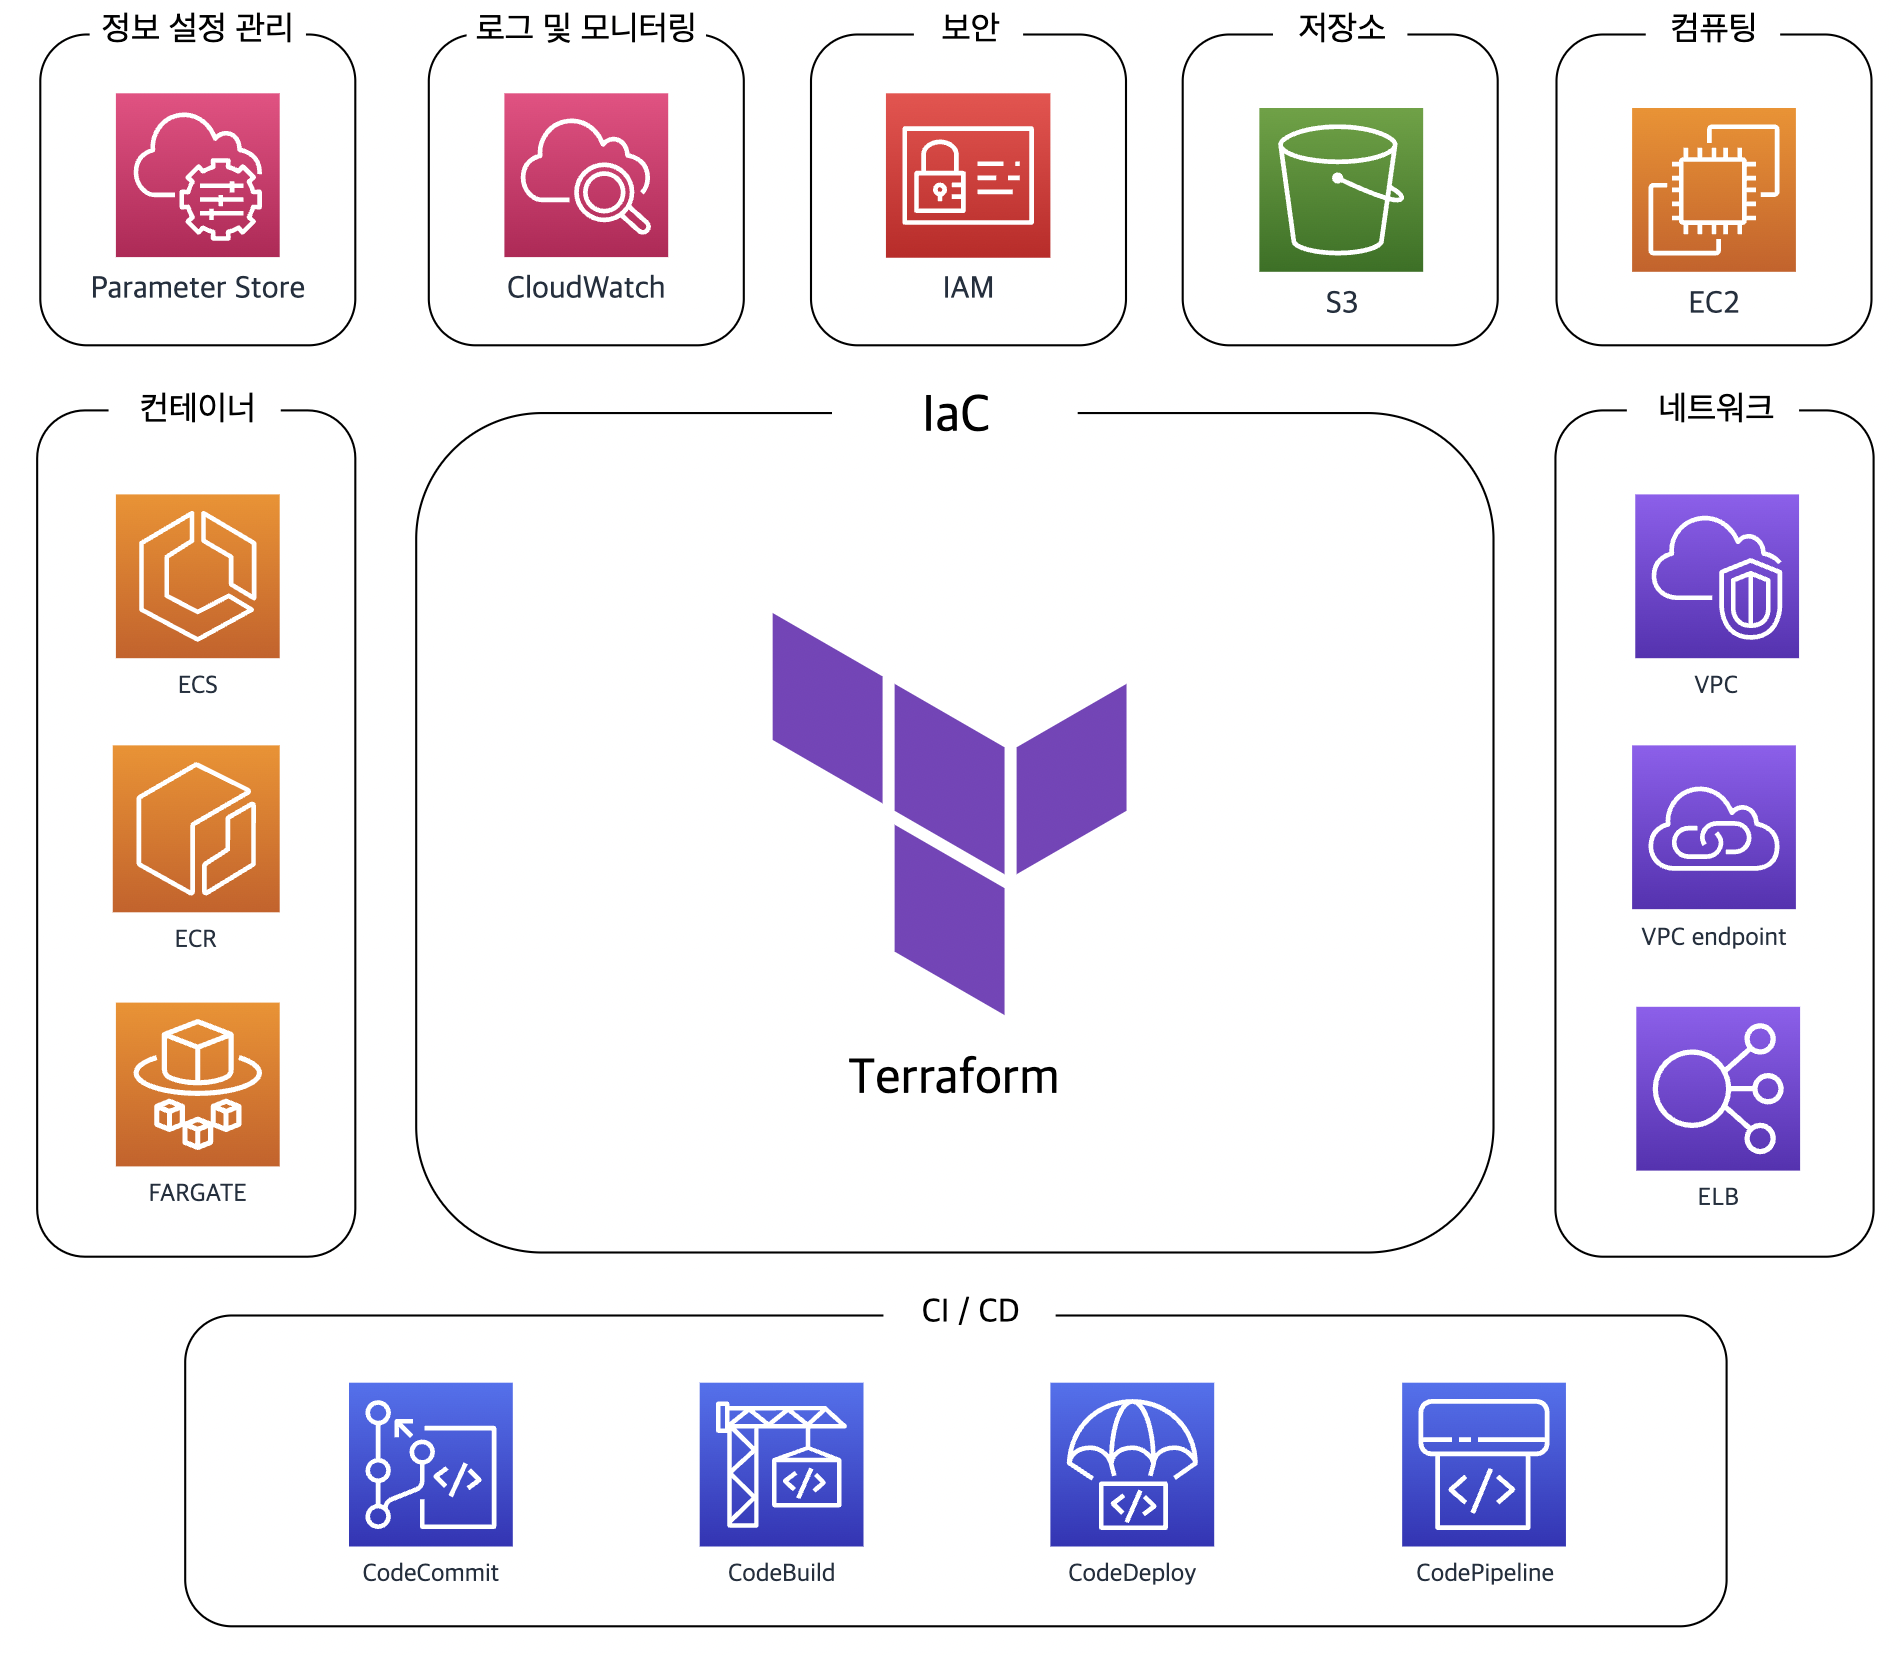 정보 설정 관리
로그 및 모니터링
보안
저장소
컴퓨팅
Parameter Store
CloudWatch
IAM
S3
EC2
컨테이너
IaC
네트워크
ECS
VPC
ECR
VPC endpoint
Terraform
FARGATE
ELB
CI / CD
CodeCommit
CodeBuild
CodeDeploy
CodePipeline